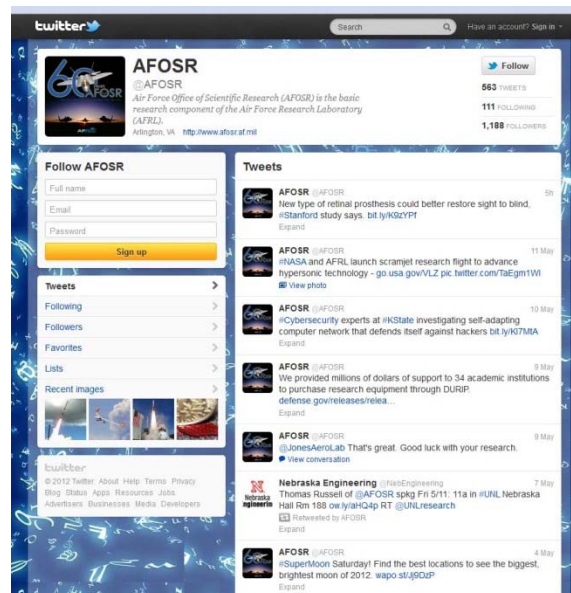 twitter
Search
Have an account? Sign in
60
AFOSR
AFOSR
@AFOSR
Air Force Office of Scientific Research (AFOSR) is the basic
research component of the Air Force Research Laboratory
(AFRL).
Arlington, VA http://www.afosr.af.mil
Follow
563 TWEETS
111 FOLLOWING
1,188 FOLLOWERS
Follow AFOSR
Full name
Email
Password
Sign up
Tweets
Following
Followers
Favorites
Lists
Recent images
twitter
© 2012 Twitter About Help Terms Privacy
Blog Status Apps Resources Jobs
Advertisers Businesses Media Developers
Tweets
AFOSR @AFOSR 5h
New type of retinal prosthesis could better restore sight to blind,
#Stanford study says. bit.ly/K9zYPf
Expand
AFOSR @AFOSR 11 May
#NASA and AFRL launch scramjet research flight to advance
hypersonic technology - go.usa.gov/VLZ pic.twitter.com/TaEgm1WI
View photo
AFOSR @AFOSR 10 May
#Cybersecurity experts at #KState investigating self-adapting
computer network that defends itself against hackers bit.ly/KI7MtA
Expand
AFOSR @AFOSR 9 May
We provided millions of dollars of support to 34 academic institutions
to purchase research equipment through DURIP.
defense.gov/releases/relea…
Expand
AFOSR @AFOSR 9 May
@JonesAeroLab That's great. Good luck with your research.
View conversation
Nebraska Engineering @NebEngineering 7 May
Thomas Russell of @AFOSR spkg Fri 5/11: 11a in #UNL Nebraska
Hall Rm 188 ow.ly/aHQ4p RT @UNLresearch
Retweeted by AFOSR
Expand
N
Nebraska
ngineerin
AFOSR @AFOSR 4 May
#SuperMoon Saturday! Find the best locations to see the biggest,
brightest moon of 2012. wapo.st/Jj9DzP
Expand